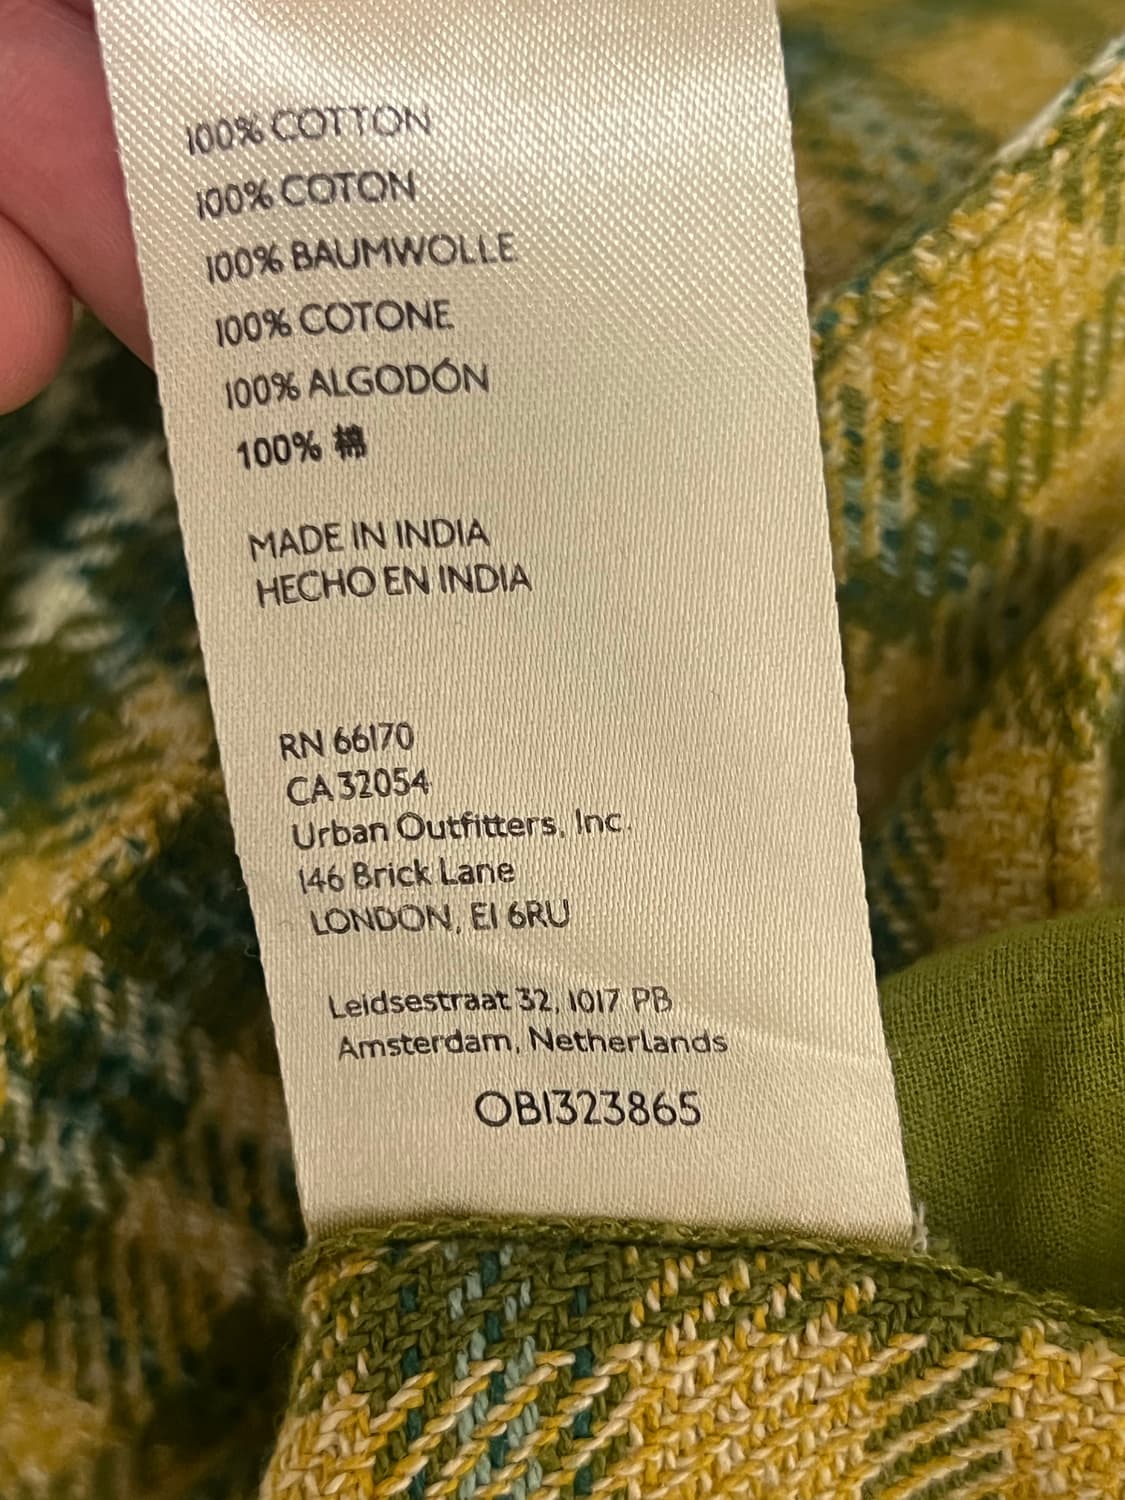 100% COTTON
100% COTON
100% BAUMWOLLE
100% COTONE
100% ALGODÓN
100% 棉
MADE IN INDIA
HECHO EN INDIA
RN 66170
CA 32054
Urban Outfitters, Inc.
146 Brick Lane
LONDON, E1 6RU
Leidsestraat 32, 1017 PB
Amsterdam, Netherlands
OB1323865